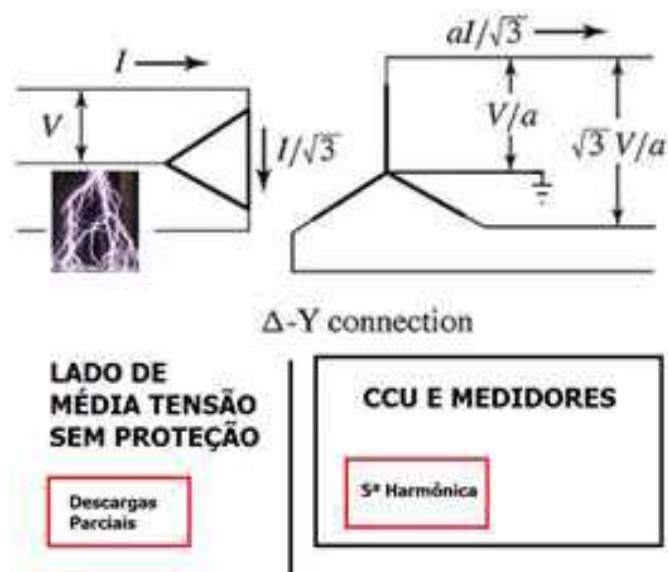 I
aI/√3
V
I/√3
V/a
√3 V/a
Δ-Y connection
LADO DE
MÉDIA TENSÃO
SEM PROTEÇÃO
Descargas
Parciais
CCU E MEDIDORES
5ª Harmônica